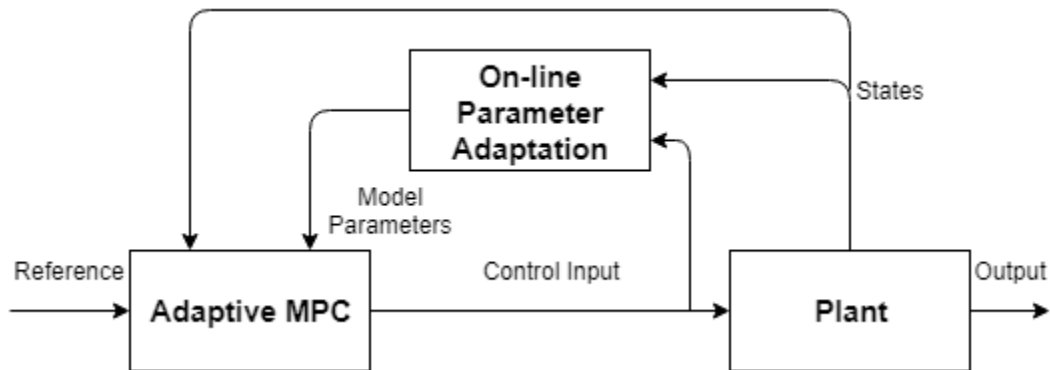 On-line
Parameter
Adaptation
States
Model
Parameters
Reference
Control Input
Output
Adaptive MPC
Plant